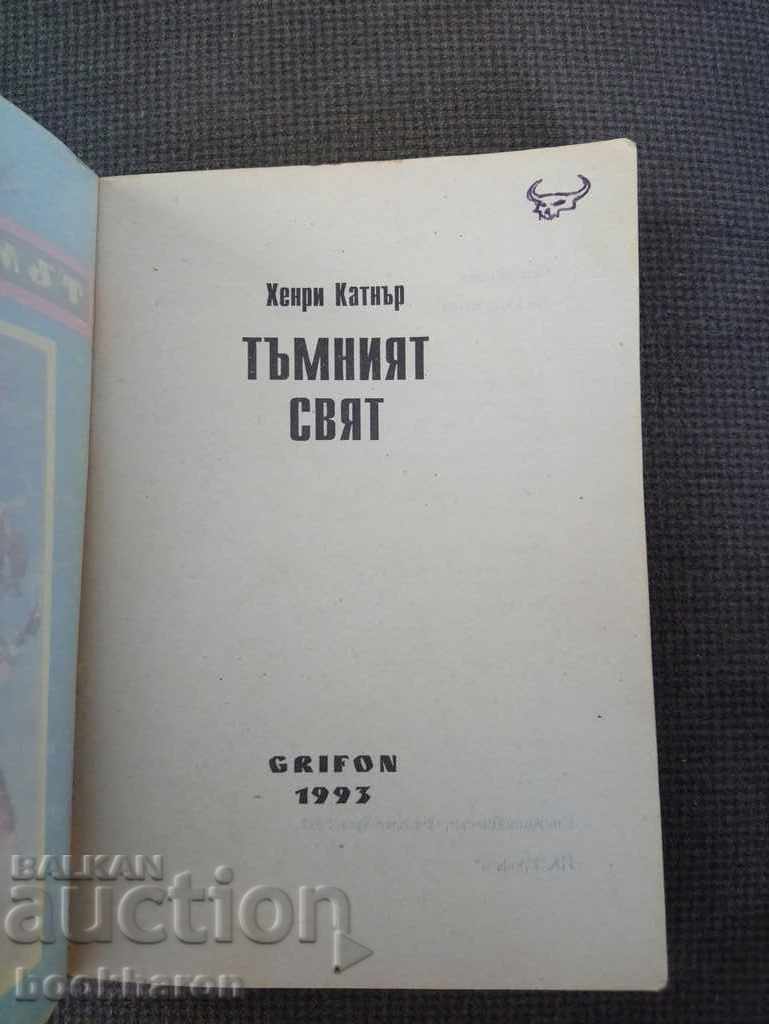 Хенри Катнър
ТЪМНИЯТ
СВЯТ
GRIFON
1993
BALKAN
auction
bookharon